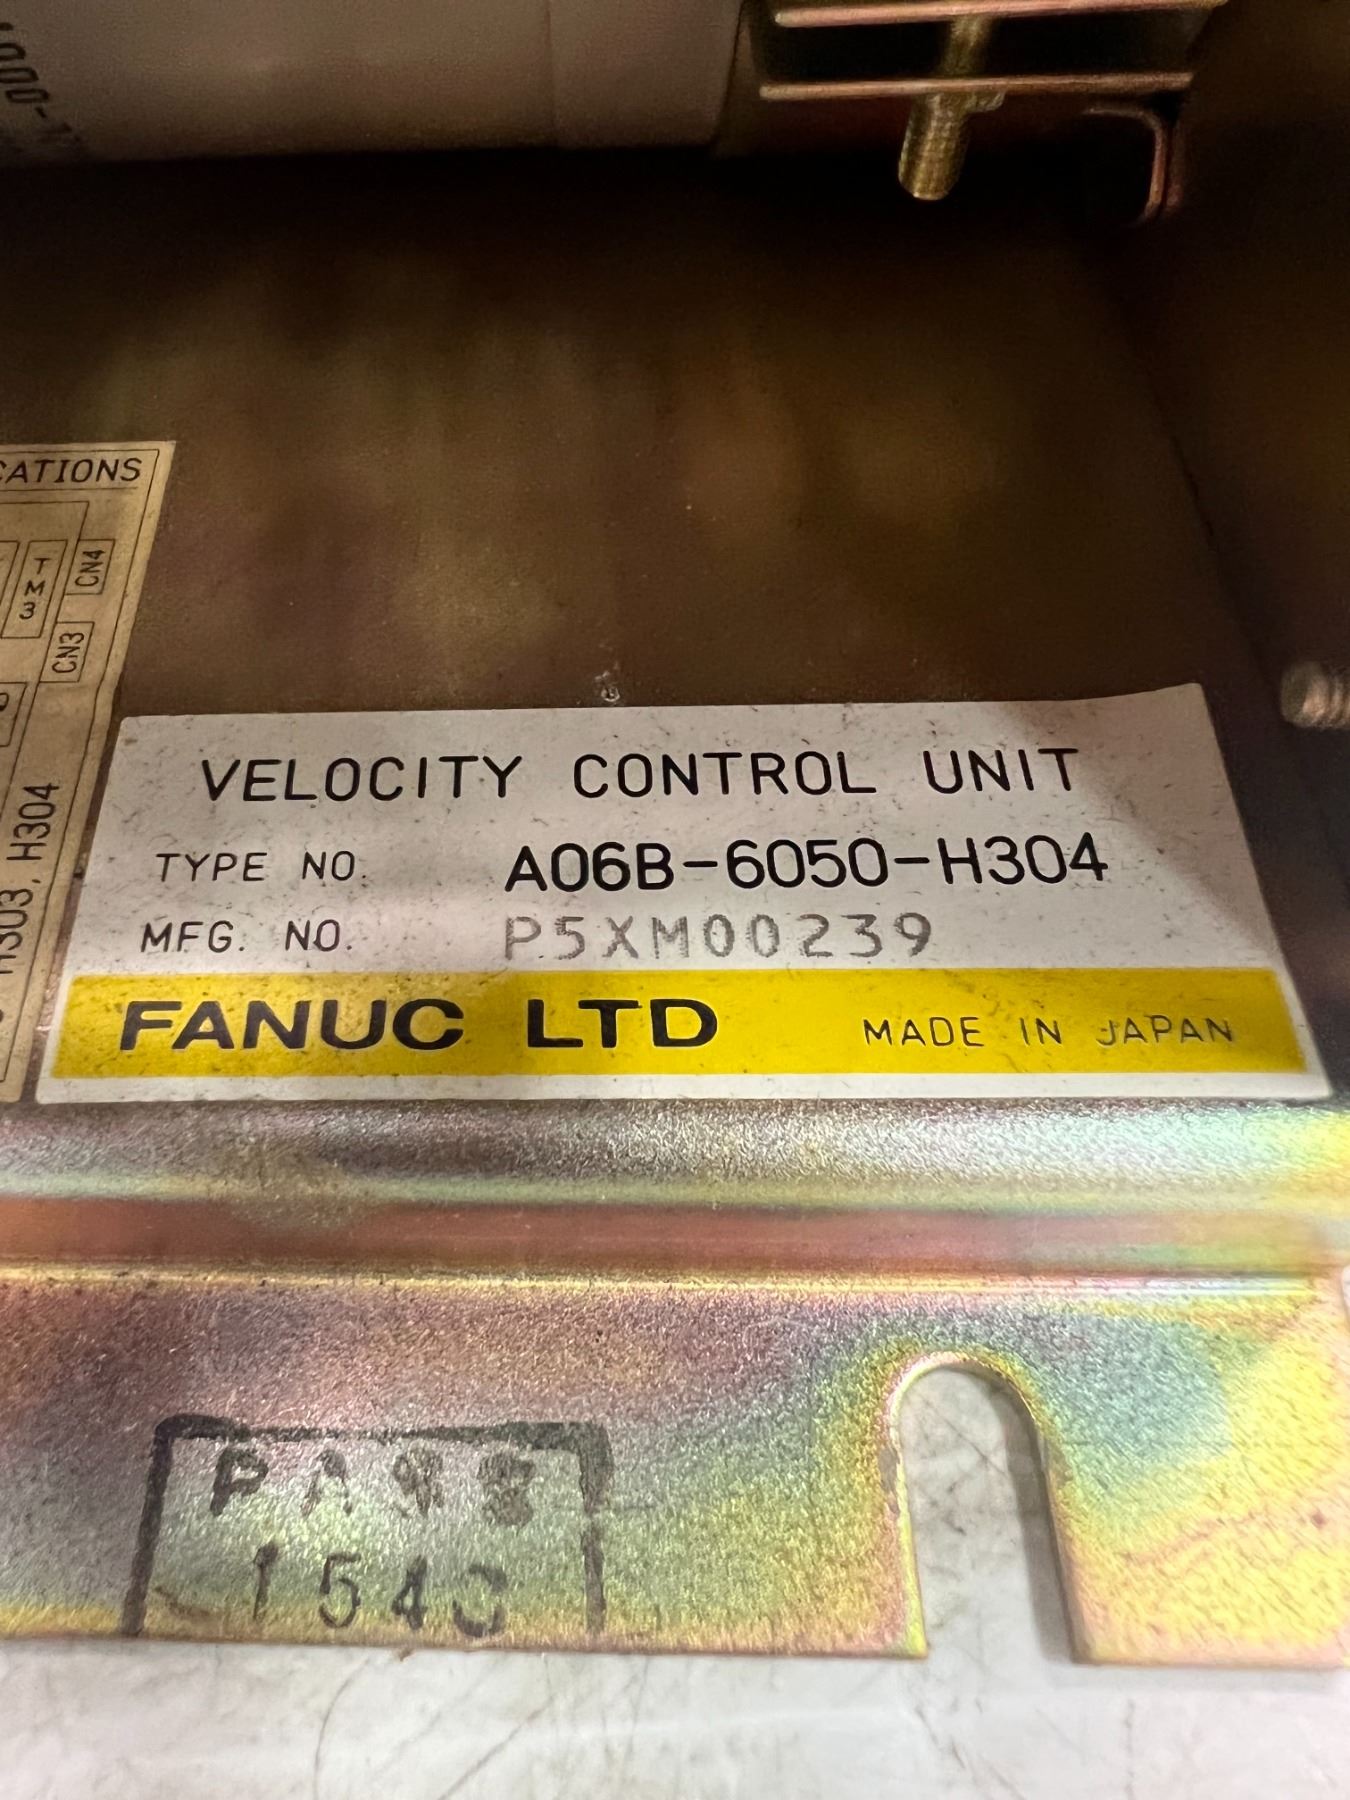 CATIONS
TM3
CN4
CN3
H303, H304
VELOCITY CONTROL UNIT
TYPE NO. A06B-6050-H304
MFG. NO. P5XM00239
FANUC LTD MADE IN JAPAN
PASS